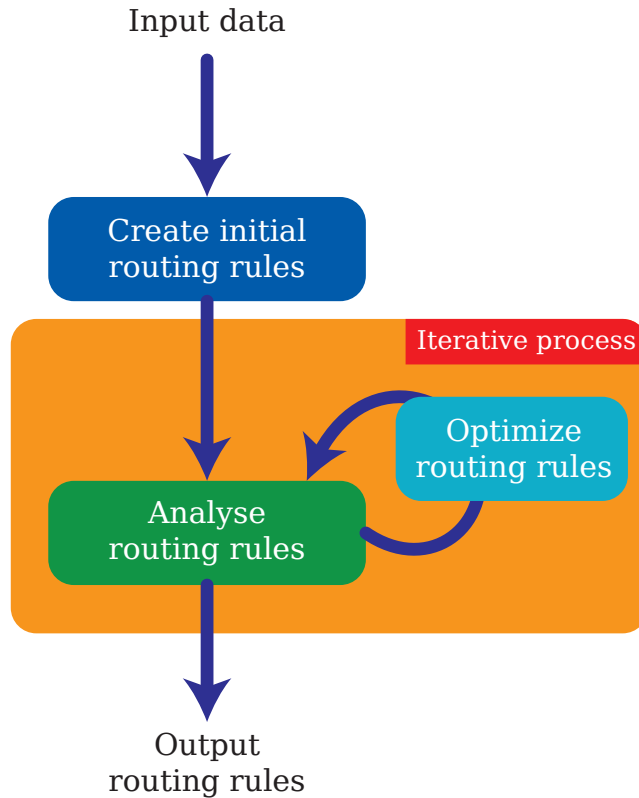 Input data
Create initial
routing rules
Iterative process
Optimize
routing rules
Analyse
routing rules
Output
routing rules